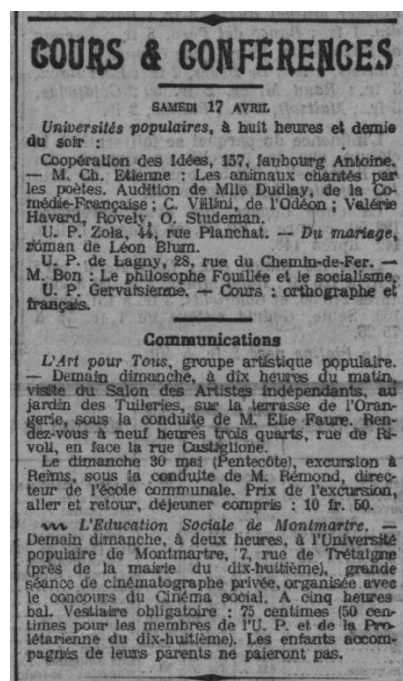 COURS & CONFÉRENCES
SAMEDI 17 AVRIL
Universités populaires, à huit heures et demie
du soir :
Coopération des Idées, 157, faubourg Antoine.
— M. Ch. Etienne : Les animaux chantés par
les poètes. Audition de Mlle Dudlay, de la Co-
médie-Française ; C. Villini, de l'Odéon ; Valérie
Havard, Rovely, O. Studeman.
U. P. Zola, 44, rue Planchat. — Du mariage,
roman de Léon Blum.
U. P. de Lagny, 28, rue du Chemin-de-Fer. —
M. Bon : Le philosophe Fouillée et le socialisme.
U. P. Gervaisienne. — Cours : orthographe et
français.
Communications
L'Art pour Tous, groupe artistique populaire.
— Demain dimanche, à dix heures du matin,
visite du Salon des Artistes indépendants, au
jardin des Tuileries, sur la terrasse de l'Oran-
gerie, sous la conduite de M. Elie Faure. Ren-
dez-vous à neuf heures trois quarts, rue de Ri-
voli, en face la rue Castiglione.
Le dimanche 30 mai (Pentecôte), excursion à
Reims, sous la conduite de M. Rémond, direc-
teur de l'école communale. Prix de l'excursion,
aller et retour, déjeuner compris : 10 fr. 50.
L'Education Sociale de Montmartre. —
Demain dimanche, à deux heures, à l'Université
populaire de Montmartre, 7, rue de Trétaigne
(près de la mairie du dix-huitième), grande
séance de cinématographe privée, organisée avec
le concours du Cinéma social. A cinq heures
bal. Vestiaire obligatoire : 75 centimes (50 cen-
times pour les membres de l'U. P. et de la Pro-
létarienne du dix-huitième). Les enfants accom-
pagnés de leurs parents ne paieront pas.